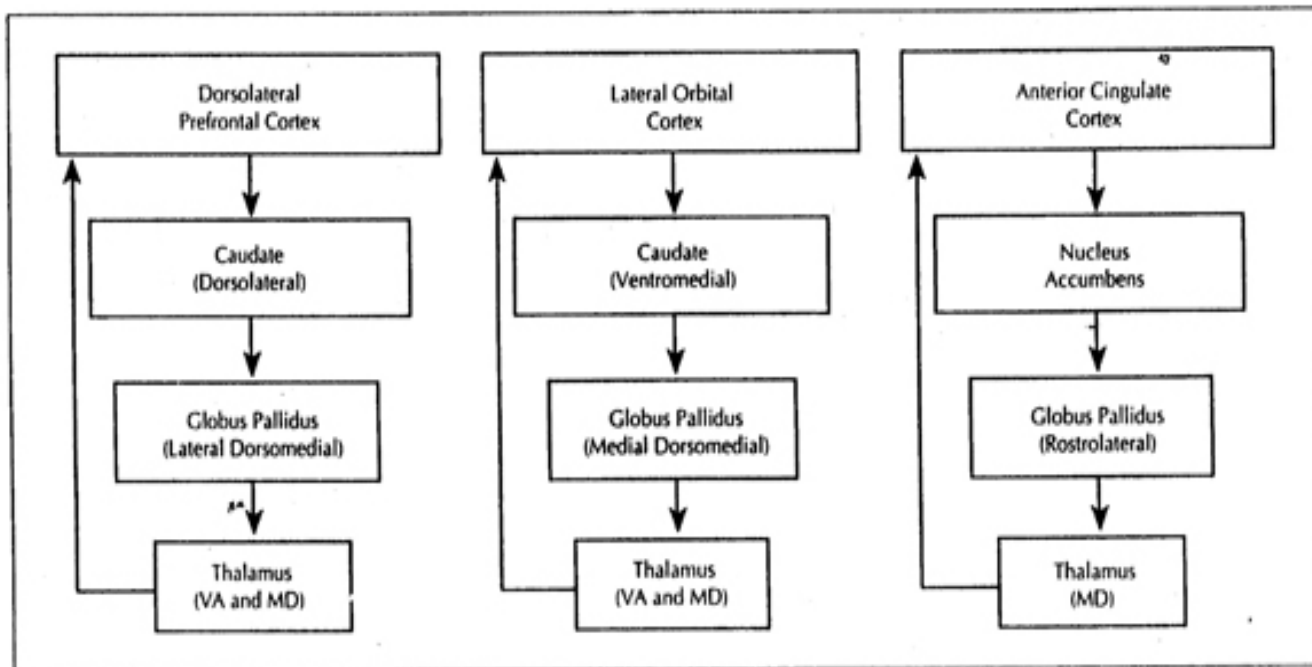 Dorsolateral
Prefrontal Cortex
Caudate
(Dorsolateral)
Globus Pallidus
(Lateral Dorsomedial)
Thalamus
(VA and MD)
Lateral Orbital
Cortex
Caudate
(Ventromedial)
Globus Pallidus
(Medial Dorsomedial)
Thalamus
(VA and MD)
Anterior Cingulate
Cortex
Nucleus
Accumbens
Globus Pallidus
(Rostrolateral)
Thalamus
(MD)